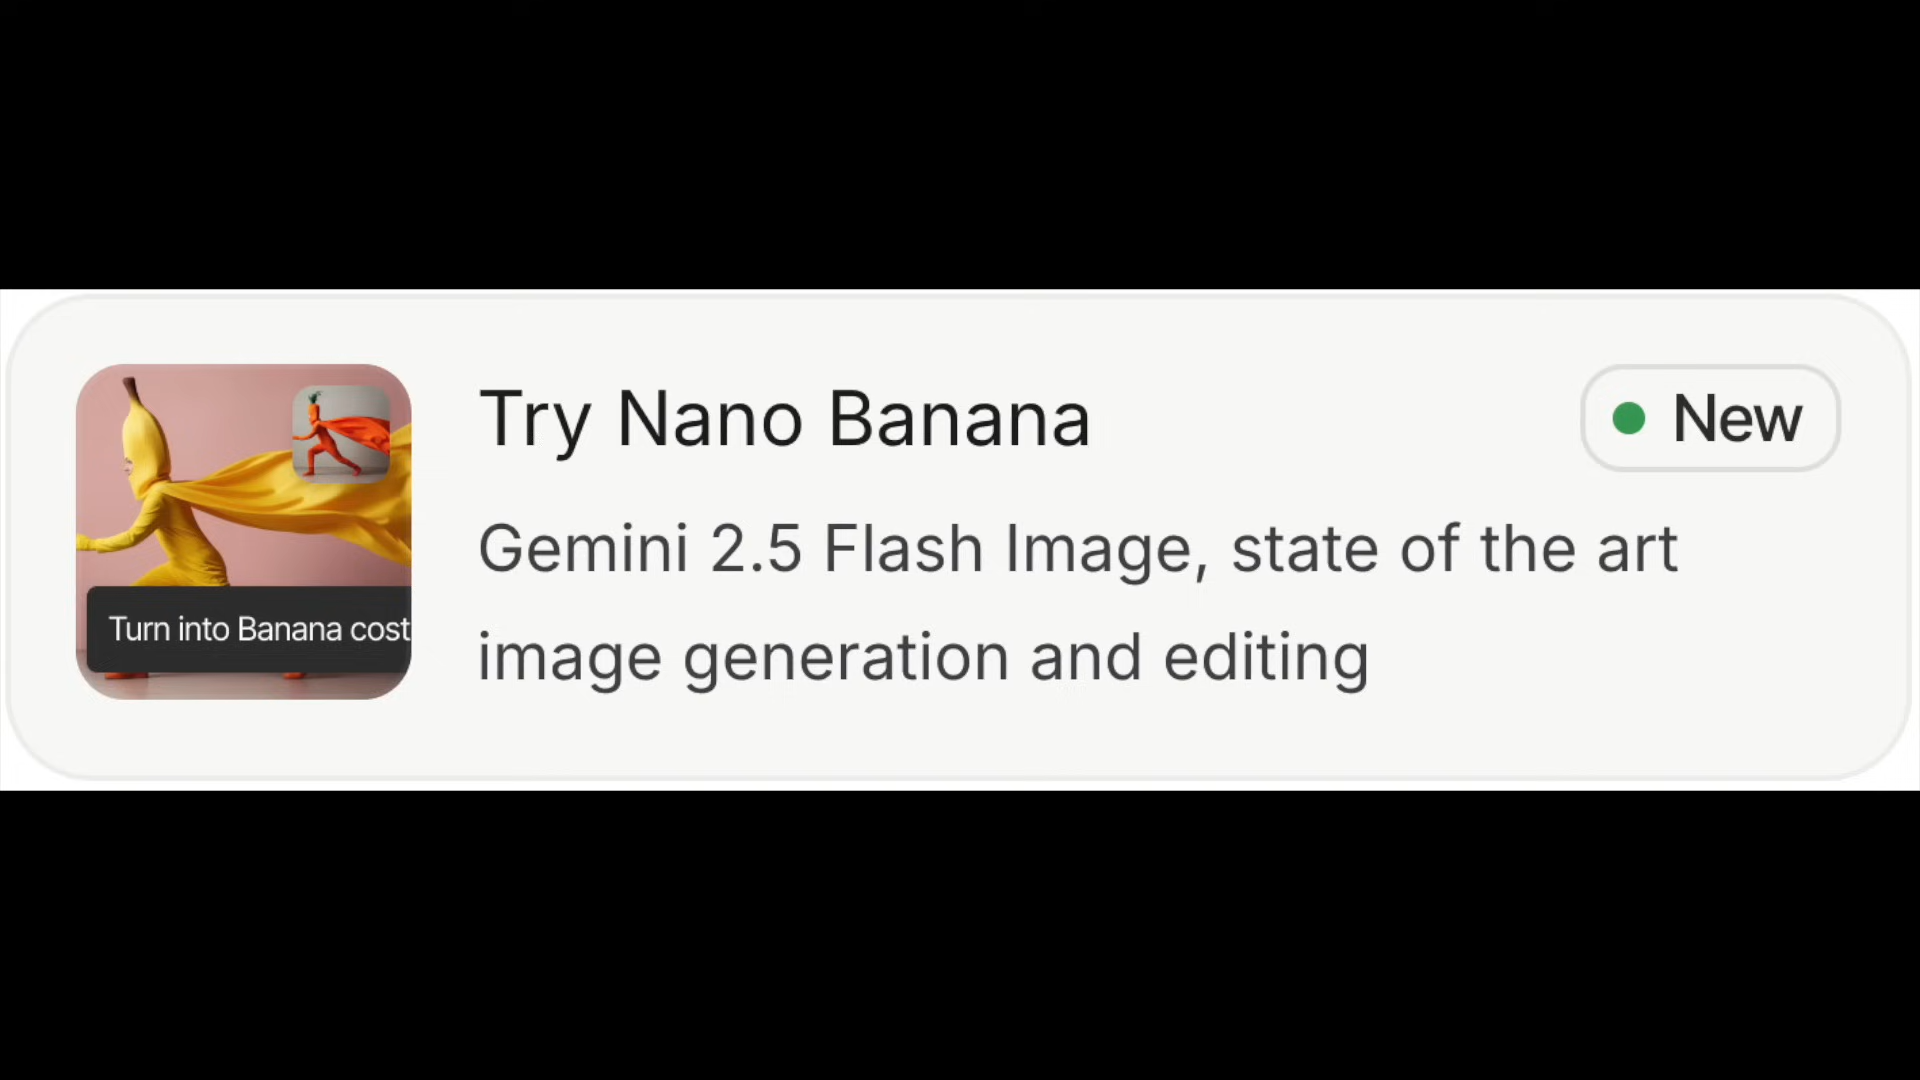 Try Nano Banana
New
Gemini 2.5 Flash Image, state of the art
image generation and editing
Turn into Banana cost